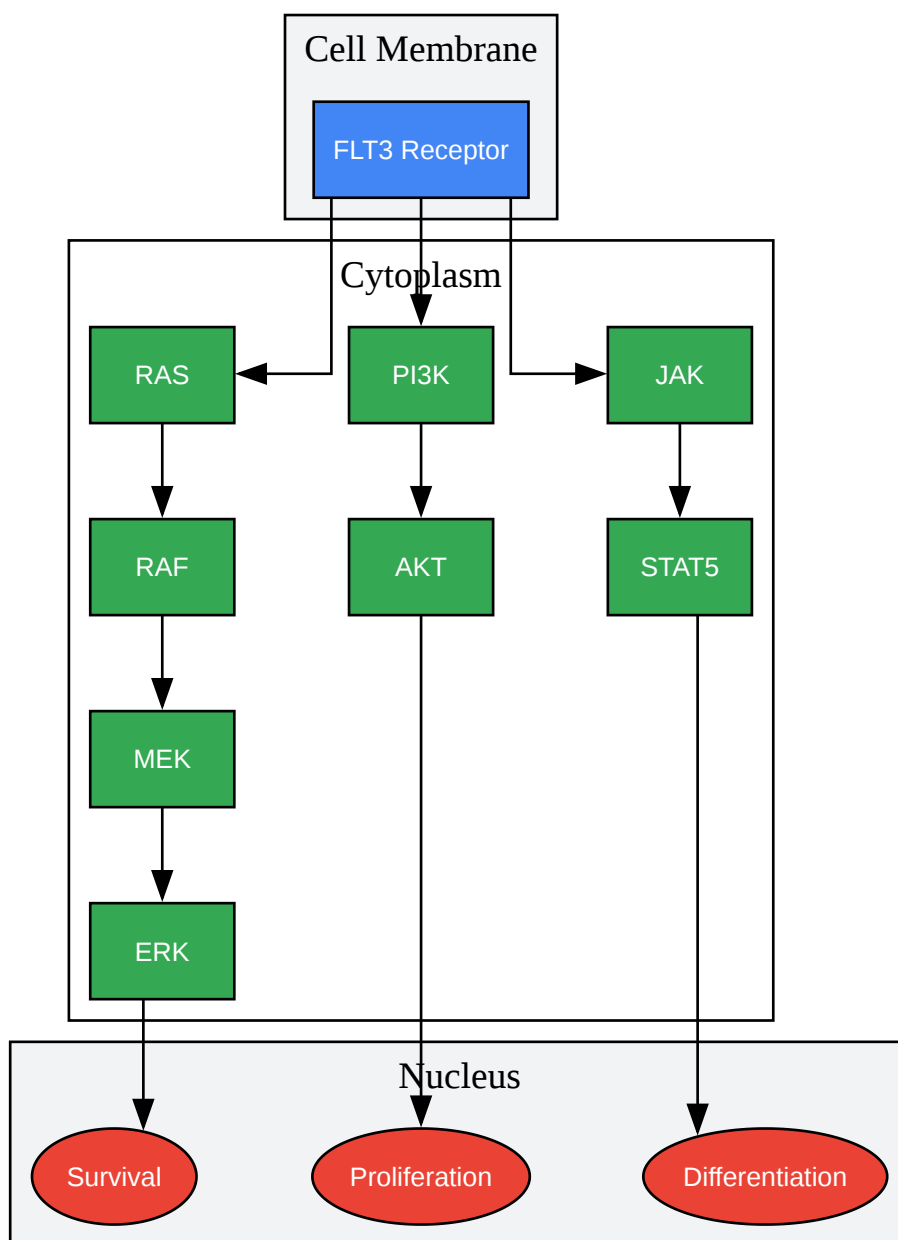 Cell Membrane
FLT3 Receptor
Cytoplasm
RAS
PI3K
JAK
RAF
AKT
STAT5
MEK
ERK
Nucleus
Survival
Proliferation
Differentiation